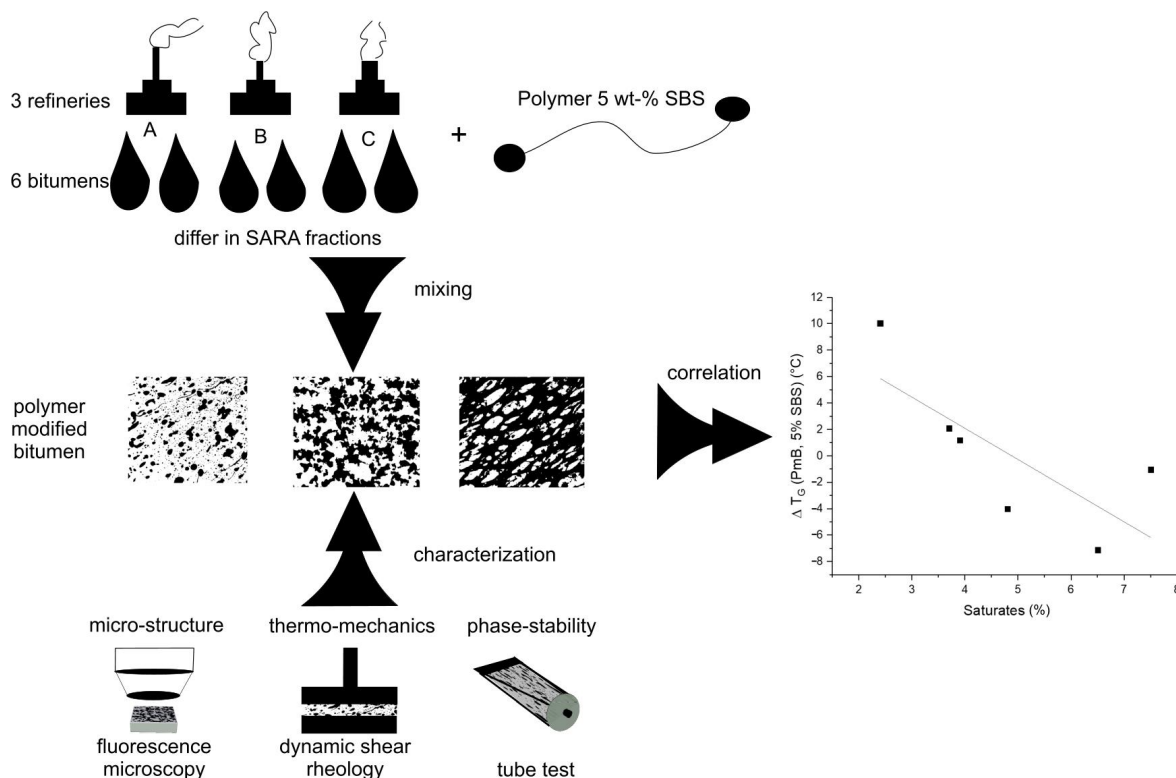 3 refineries
A
B
C
+
Polymer 5 wt-% SBS
6 bitumens
differ in SARA fractions
mixing
polymer
modified
bitumen
correlation
characterization
micro-structure
thermo-mechanics
phase-stability
fluorescence
microscopy
dynamic shear
rheology
tube test
12
10
8
6
4
2
0
−2
−4
−6
−8
Δ T_G (PmB, 5% SBS) (°C)
2 3 4 5 6 7 8
Saturates (%)